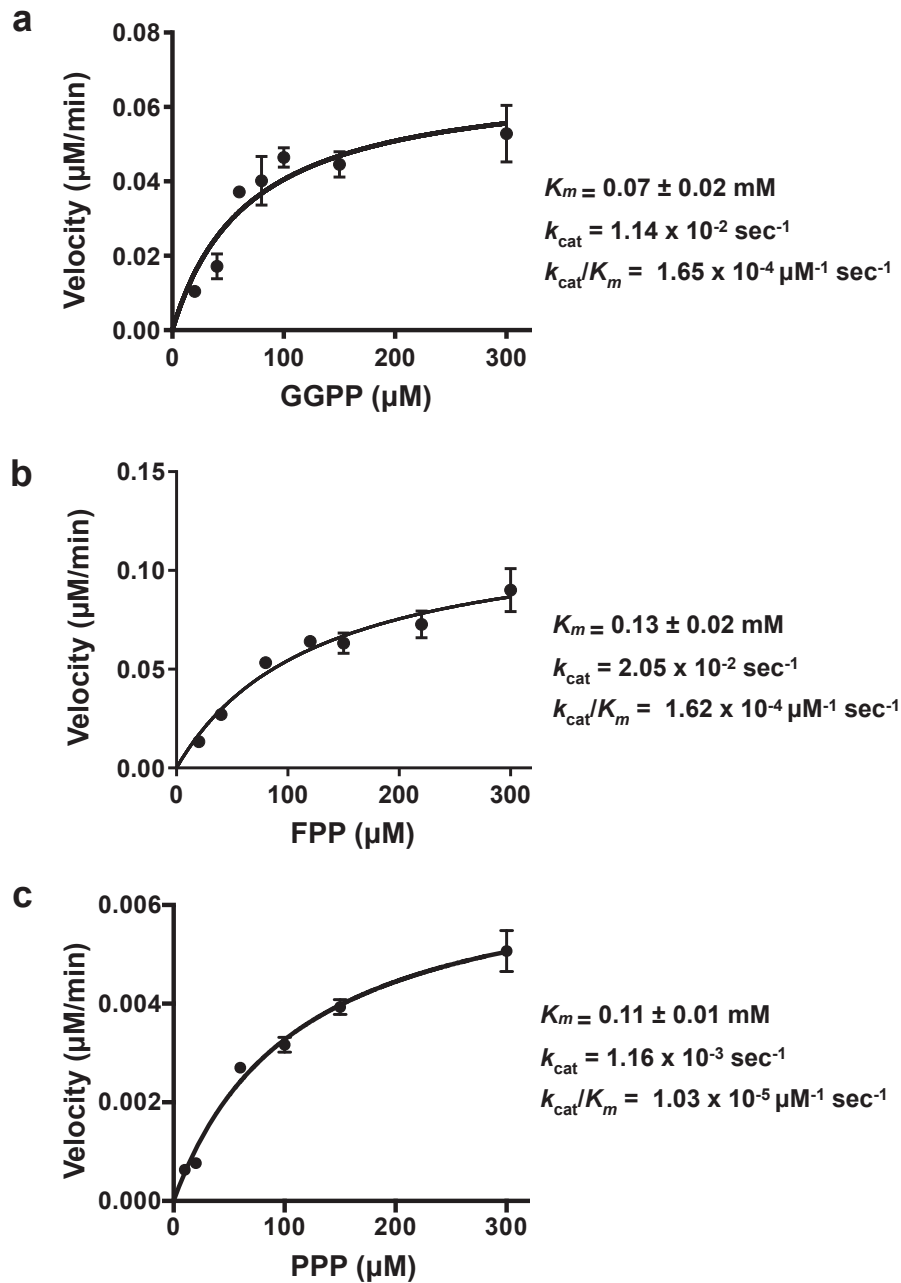 a
0.08
0.06
0.04
0.02
0.00
Velocity (µM/min)
0 100 200 300
GGPP (µM)
Km = 0.07 ± 0.02 mM
kcat = 1.14 x 10-2 sec-1
kcat/Km = 1.65 x 10-4 µM-1 sec-1
b
0.15
0.10
0.05
0.00
Velocity (µM/min)
0 100 200 300
FPP (µM)
Km = 0.13 ± 0.02 mM
kcat = 2.05 x 10-2 sec-1
kcat/Km = 1.62 x 10-4 µM-1 sec-1
c
0.006
0.004
0.002
0.000
Velocity (µM/min)
0 100 200 300
PPP (µM)
Km = 0.11 ± 0.01 mM
kcat = 1.16 x 10-3 sec-1
kcat/Km = 1.03 x 10-5 µM-1 sec-1